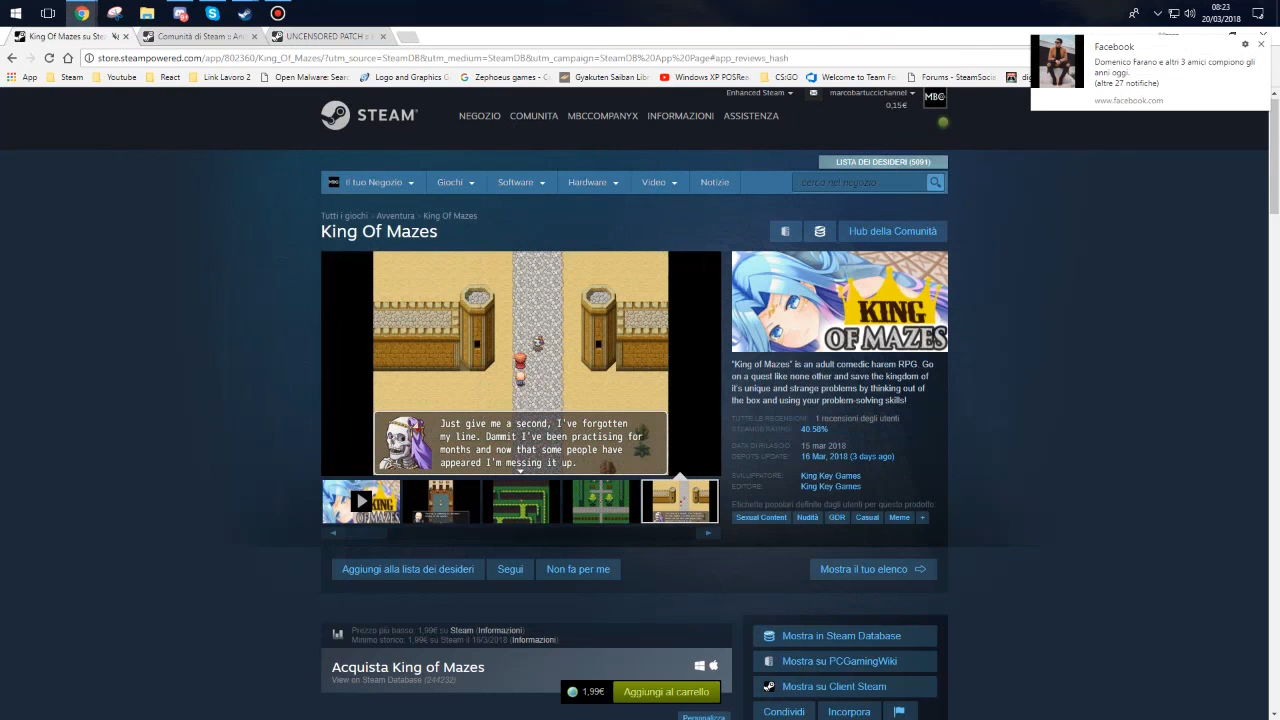 08:23
20/03/2018
King Of Mazes su Ste
Comunità di Steam :: An
UNCENSORED PATCH :: a
store.steampowered.com/app/802360/King_Of_Mazes/?utm_source=SteamDB&utm_medium=SteamDB&utm_campaign=SteamDB%20App%20Page#app_reviews_hash
App
Steam
Youtube
React
Link Lavoro 2
Immagini
Download Mac OS X
Logo and Graphic G
Zepheus games - Go
Gyakuten Saiban Libr
Windows XP POSRea
CS:GO
Welcome to Team Fo
Forums - SteamSocia
Facebook
Domenico Farano e altri 3 amici compiono gli
anni oggi.
(altre 27 notifiche)
www.facebook.com
Enhanced Steam
marcobartuccichannel
0,15€
MBC
STEAM
NEGOZIO COMUNITÀ MBCCOMPANYX INFORMAZIONI ASSISTENZA
LISTA DEI DESIDERI (5091)
Il tuo Negozio
Giochi
Software
Hardware
Video
Notizie
cerca nel negozio
Tutti i giochi > Avventura > King Of Mazes
King Of Mazes
Hub della Comunità
Just give me a second, I've forgotten
my line. Dammit I've been practising for
months and now that some people have
appeared I'm messing it up.
KING
OF MAZES
"King of Mazes" is an adult comedic harem RPG. Go
on a quest like none other and save the kingdom of
it's unique and strange problems by thinking out of
the box and using your problem-solving skills!
TUTTE LE RECENSIONI: 1 recensioni degli utenti
STEAMDB RATING: 40.58%
DATA DI RILASCIO: 15 mar 2018
DEPOTS UPDATE: 16 Mar, 2018 (3 days ago)
SVILUPPATORE: King Key Games
EDITORE: King Key Games
Etichette popolari definite dagli utenti per questo prodotto:
Sexual Content
Nudità
GDR
Casual
Meme
+
Aggiungi alla lista dei desideri
Segui
Non fa per me
Mostra il tuo elenco
Prezzo più basso: 1,99€ su Steam (Informazioni)
Minimo storico: 1,99€ su Steam il 16/3/2018 (Informazioni)
Acquista King of Mazes
View on Steam Database (244232)
1,99€
Aggiungi al carrello
Personalizza
Mostra in Steam Database
Mostra su PCGamingWiki
Mostra su Client Steam
Condividi
Incorpora